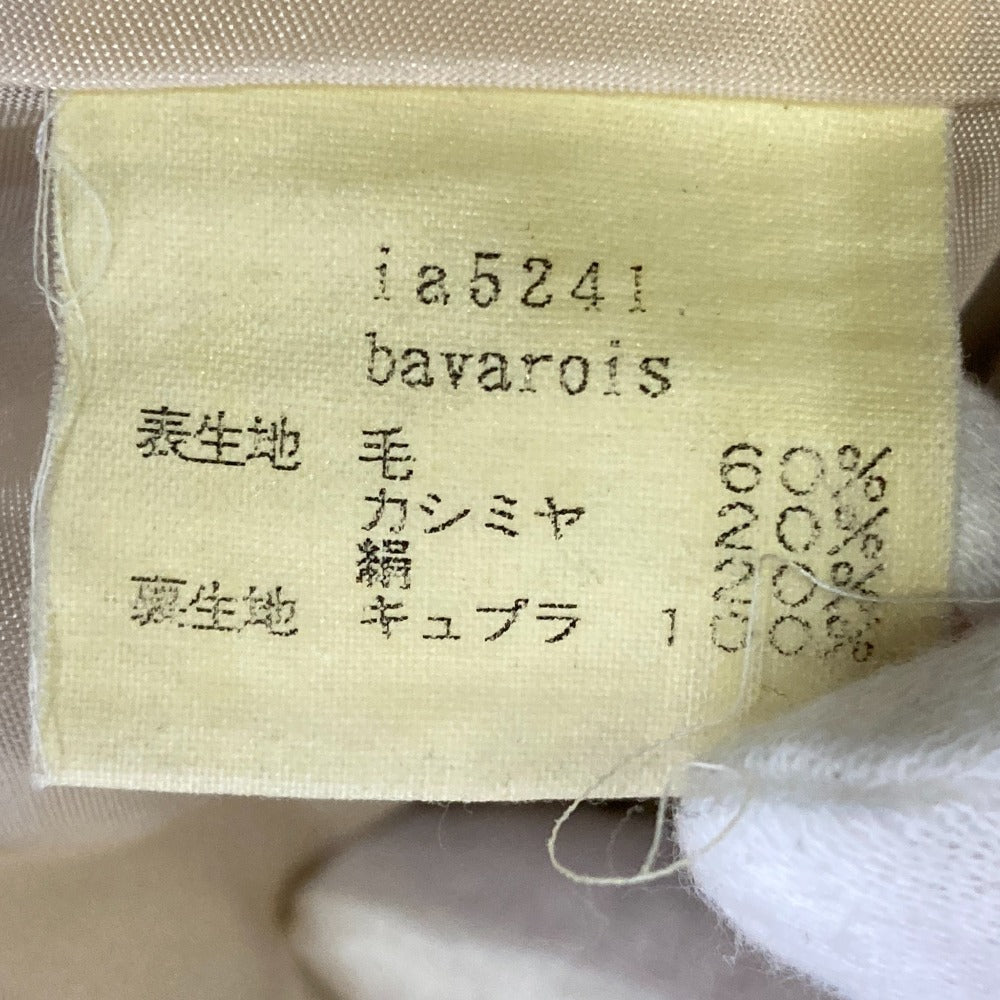 ia5241
bavarois
表生地 毛 60%
カシミヤ 20%
絹 20%
裏生地 キュプラ 100%